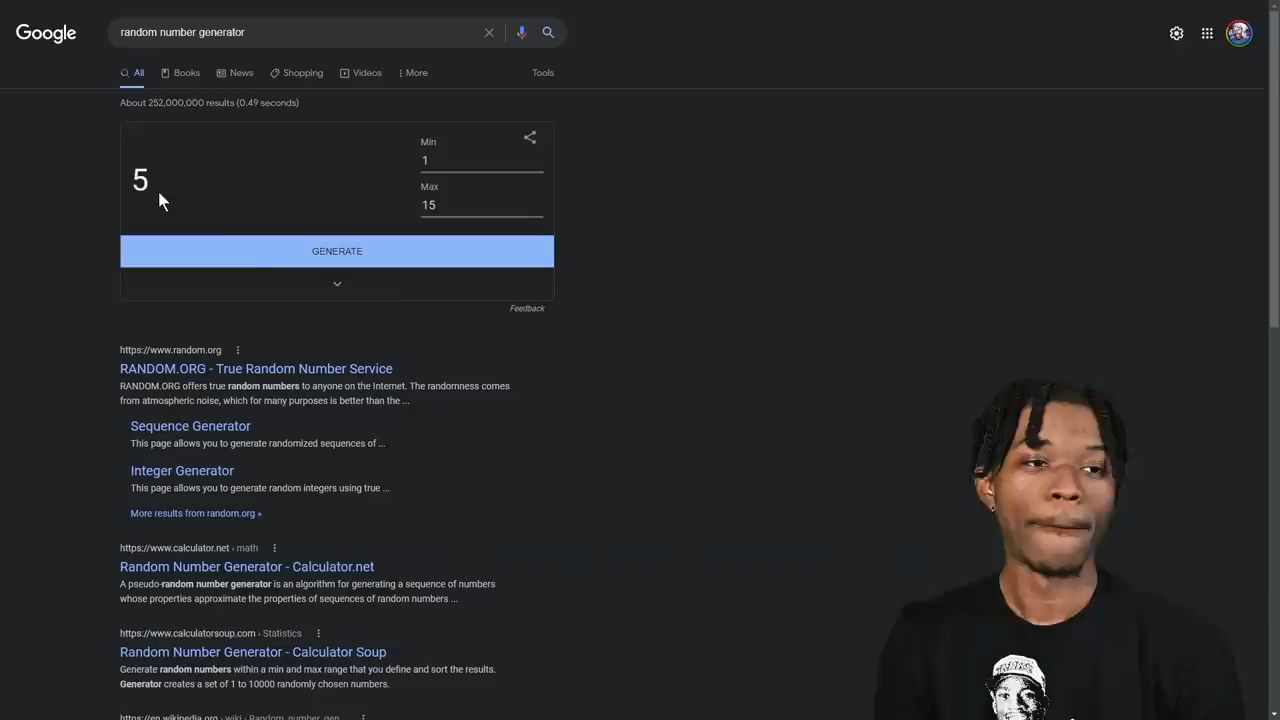 Google
random number generator
All
Books
News
Shopping
Videos
More
Tools
About 252,000,000 results (0.49 seconds)
Min
1
5
Max
15
GENERATE
Feedback
https://www.random.org
RANDOM.ORG - True Random Number Service
RANDOM.ORG offers true random numbers to anyone on the Internet. The randomness comes
from atmospheric noise, which for many purposes is better than the ...
Sequence Generator
This page allows you to generate randomized sequences of ...
Integer Generator
This page allows you to generate random integers using true ...
More results from random.org »
https://www.calculator.net › math
Random Number Generator - Calculator.net
A pseudo-random number generator is an algorithm for generating a sequence of numbers
whose properties approximate the properties of sequences of random numbers ...
https://www.calculatorsoup.com › Statistics
Random Number Generator - Calculator Soup
Generate random numbers within a min and max range that you define and sort the results.
Generator creates a set of 1 to 10000 randomly chosen numbers.
https://en.wikipedia.org › wiki › Random_number_gen...